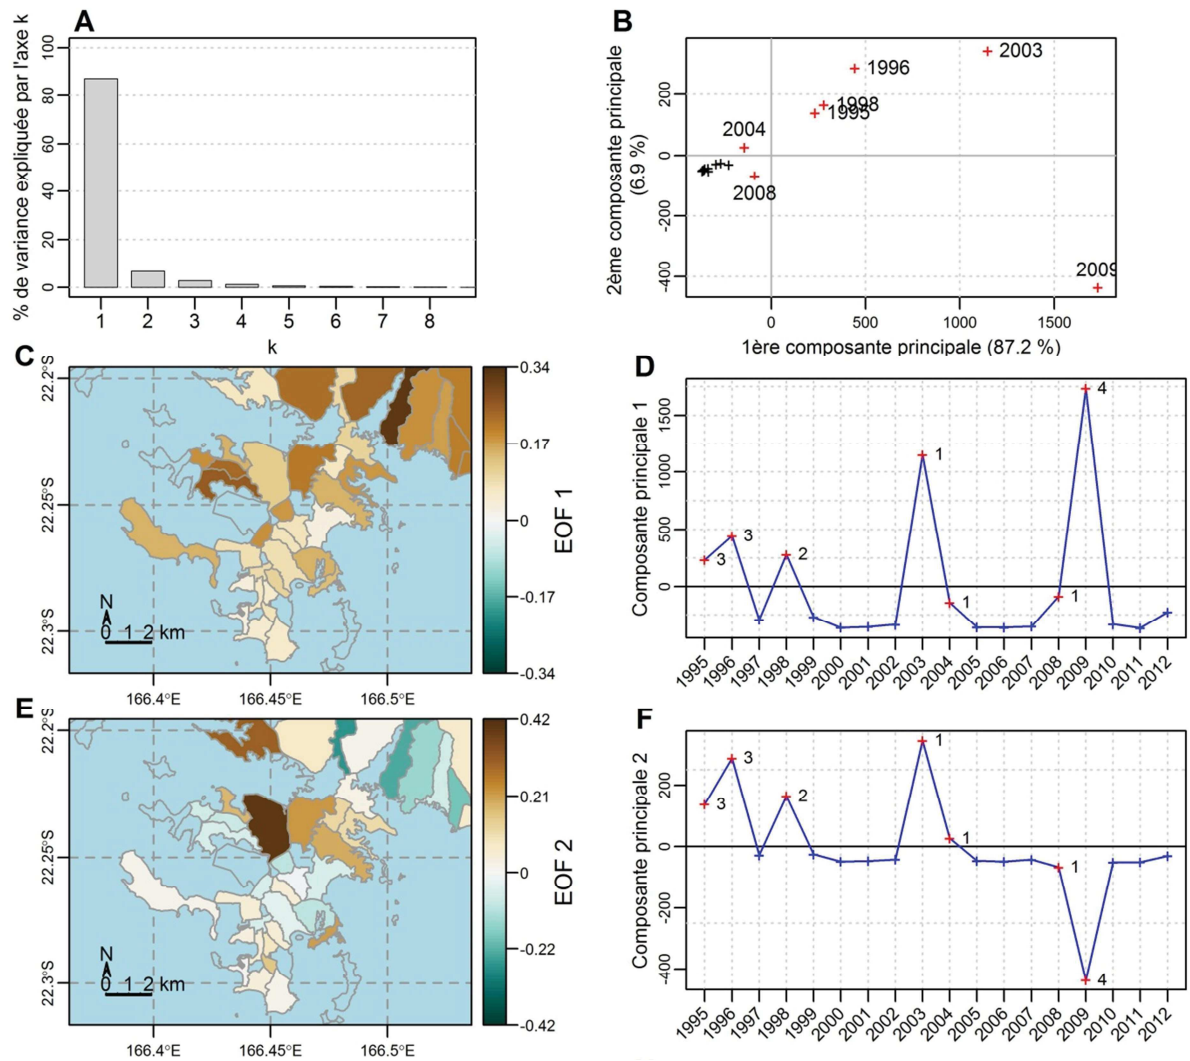 A
% de variance expliquée par l'axe k
100
80
60
40
20
0
1 2 3 4 5 6 7 8
k
B
2ème composante principale
(6.9 %)
200
0
-200
-400
2003
1996
1998
1995
2004
2008
2009
0 500 1000 1500
1ère composante principale (87.2 %)
C
22.2°S
22.25°S
22.3°S
N
0 1 2 km
166.4°E 166.45°E 166.5°E
0.34
0.17
0
-0.17
-0.34
EOF 1
D
Composante principale 1
1500
1000
500
0
3
3
2
1
1
1
4
1995 1996 1997 1998 1999 2000 2001 2002 2003 2004 2005 2006 2007 2008 2009 2010 2011 2012
E
22.2°S
22.25°S
22.3°S
N
0 1 2 km
166.4°E 166.45°E 166.5°E
0.42
0.21
0
-0.22
-0.42
EOF 2
F
Composante principale 2
200
0
-200
-400
3
3
2
1
1
1
4
1995 1996 1997 1998 1999 2000 2001 2002 2003 2004 2005 2006 2007 2008 2009 2010 2011 2012